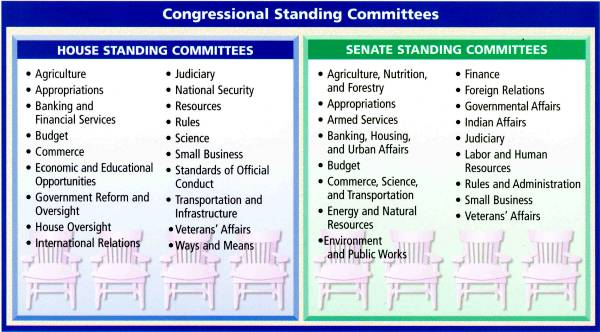 Congressional Standing Committees
HOUSE STANDING COMMITTEES
• Agriculture
• Appropriations
• Banking and
Financial Services
• Budget
• Commerce
• Economic and Educational
Opportunities
• Government Reform and
Oversight
• House Oversight
• International Relations
• Judiciary
• National Security
• Resources
• Rules
• Science
• Small Business
• Standards of Official
Conduct
• Transportation and
Infrastructure
• Veterans' Affairs
• Ways and Means
SENATE STANDING COMMITTEES
• Agriculture, Nutrition,
and Forestry
• Appropriations
• Armed Services
• Banking, Housing,
and Urban Affairs
• Budget
• Commerce, Science,
and Transportation
• Energy and Natural
Resources
•Environment
and Public Works
• Finance
• Foreign Relations
• Governmental Affairs
• Indian Affairs
• Judiciary
• Labor and Human
Resources
• Rules and Administration
• Small Business
• Veterans' Affairs